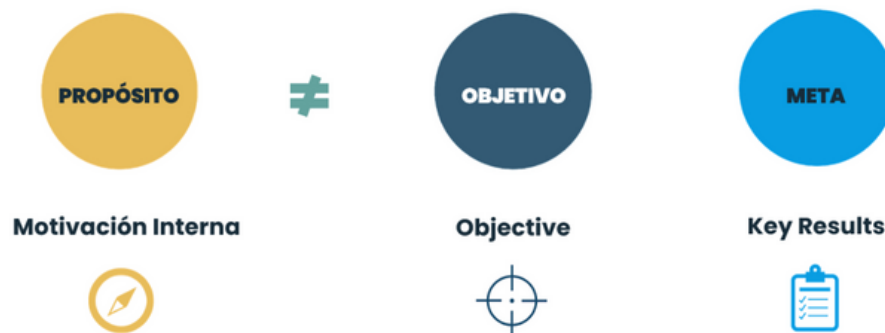 PROPÓSITO
≠
OBJETIVO
META
Motivación Interna
Objective
Key Results